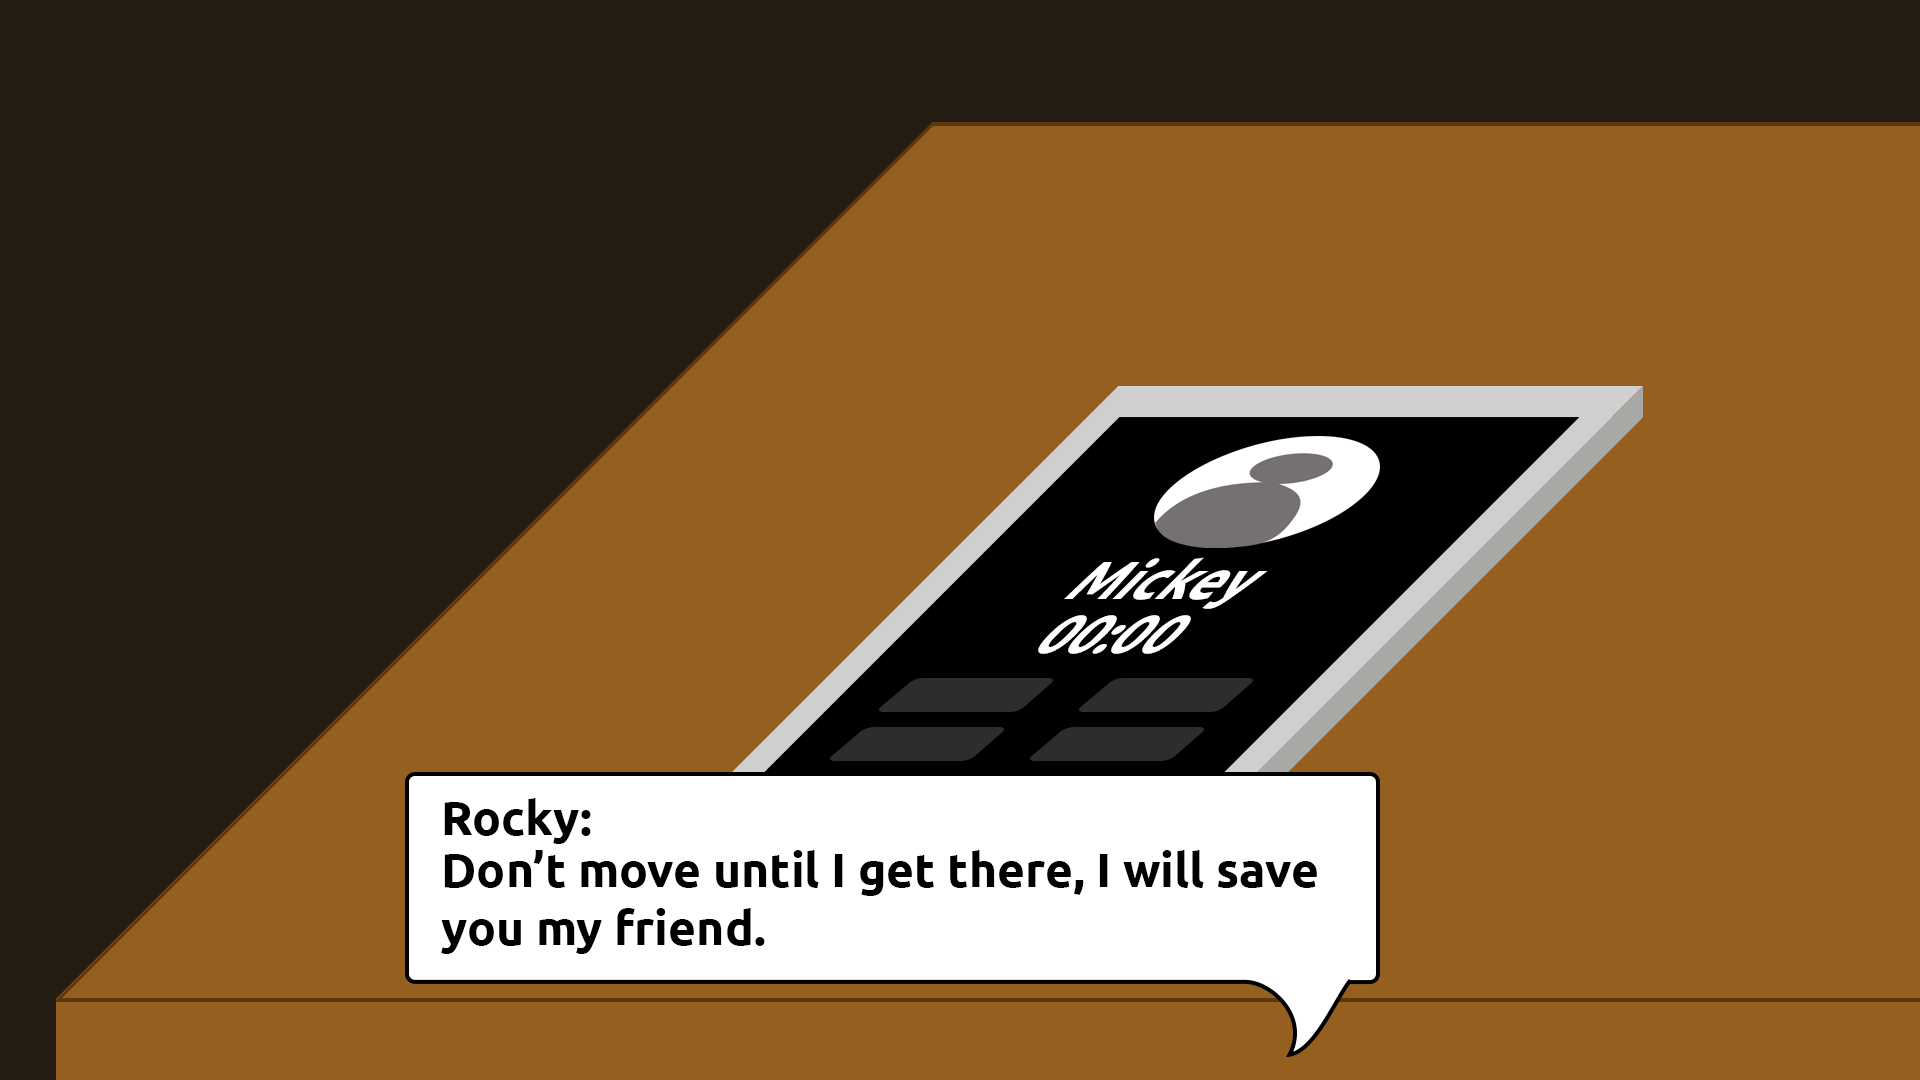 Mickey
00:00
Rocky:
Don’t move until I get there, I will save
you my friend.